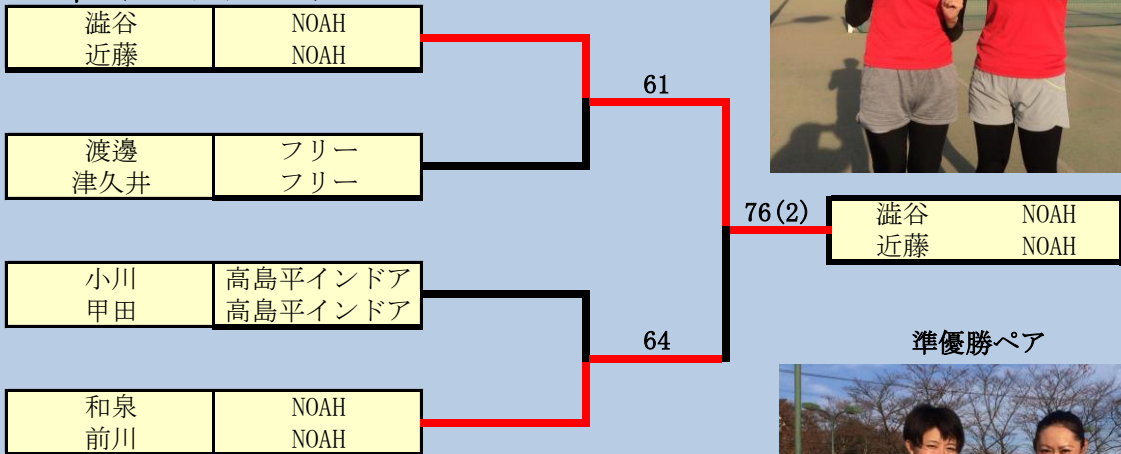 澁谷 NOAH
近藤 NOAH
61
渡邊 フリー
津久井 フリー
76(2)
澁谷 NOAH
近藤 NOAH
小川 高島平インドア
甲田 高島平インドア
64
準優勝ペア
和泉 NOAH
前川 NOAH